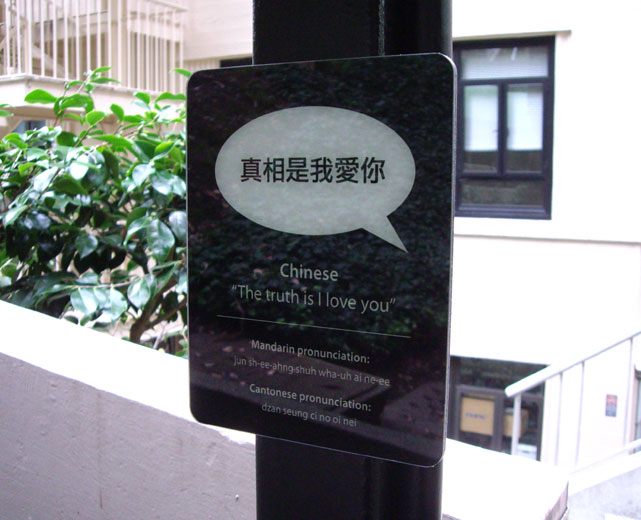 真相是我愛你
Chinese
“The truth is I love you”
Mandarin pronunciation:
jun sh-ee-ahng shuh wha-uh ai ne-ee
Cantonese pronunciation:
dzan seung ci no oi nei